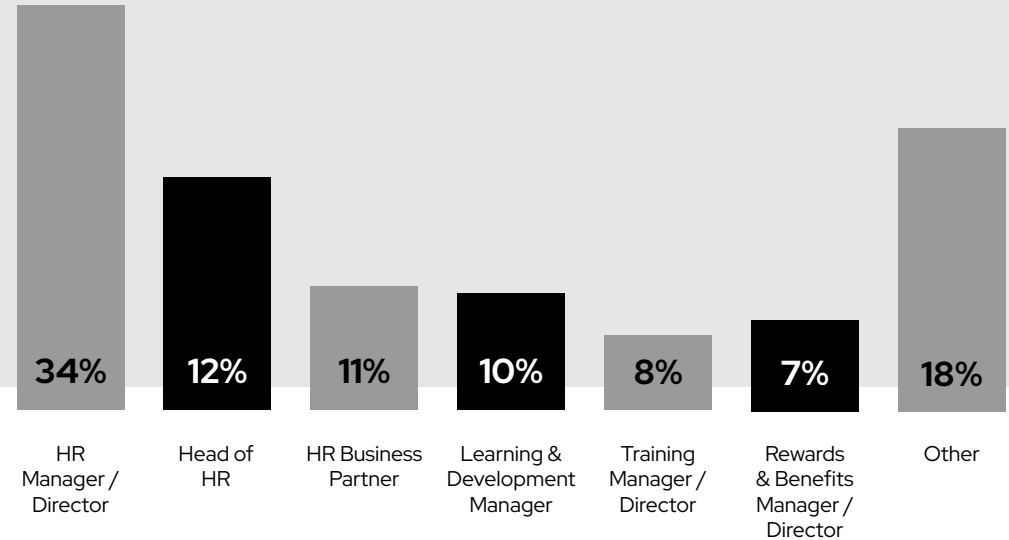 34%
12%
11%
10%
8%
7%
18%
HR
Manager /
Director
Head of
HR
HR Business
Partner
Learning &
Development
Manager
Training
Manager /
Director
Rewards
& Benefits
Manager /
Director
Other